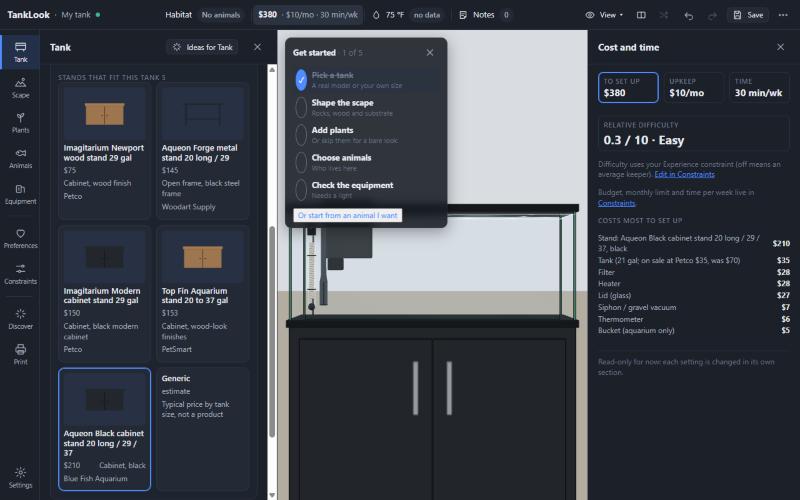 TankLook · My tank
Habitat No animals $380 · $10/mo · 30 min/wk 75 °F no data Notes 0
View Save
Tank
Scape
Plants
Animals
Equipment
Preferences
Constraints
Discover
Print
Settings
Tank
Ideas for Tank
STANDS THAT FIT THIS TANK 5
Imagitarium Newport
wood stand 29 gal
$75
Cabinet, wood finish
Petco
Aqueon Forge metal
stand 20 long / 29
$145
Open frame, black steel
frame
Woodart Supply
Imagitarium Modern
cabinet stand 29 gal
$150
Cabinet, black modern
cabinet
Petco
Top Fin Aquarium
stand 20 to 37 gal
$153
Cabinet, wood-look
finishes
PetSmart
Aqueon Black cabinet
stand 20 long / 29 /
37
$210 Cabinet, black
Blue Fish Aquarium
Generic
estimate
Typical price by tank
size, not a product
Get started · 1 of 5
Pick a tank
A real model or your own size
Shape the scape
Rocks, wood and substrate
Add plants
Or skip them for a bare look
Choose animals
Who lives here
Check the equipment
Needs a light
Or start from an animal I want
Cost and time
TO SET UP
$380
UPKEEP
$10/mo
TIME
30 min/wk
RELATIVE DIFFICULTY
0.3 / 10 · Easy
Difficulty uses your Experience constraint (off means an
average keeper). Edit in Constraints
Budget, monthly limit and time per week live in
Constraints.
COSTS MOST TO SET UP
Stand: Aqueon Black cabinet stand 20 long / 29 /
37, black $210
Tank (21 gal; on sale at Petco $35, was $70) $35
Filter $28
Heater $28
Lid (glass) $27
Siphon / gravel vacuum $7
Thermometer $6
Bucket (aquarium only) $5
Read-only for now: each setting is changed in its own
section.